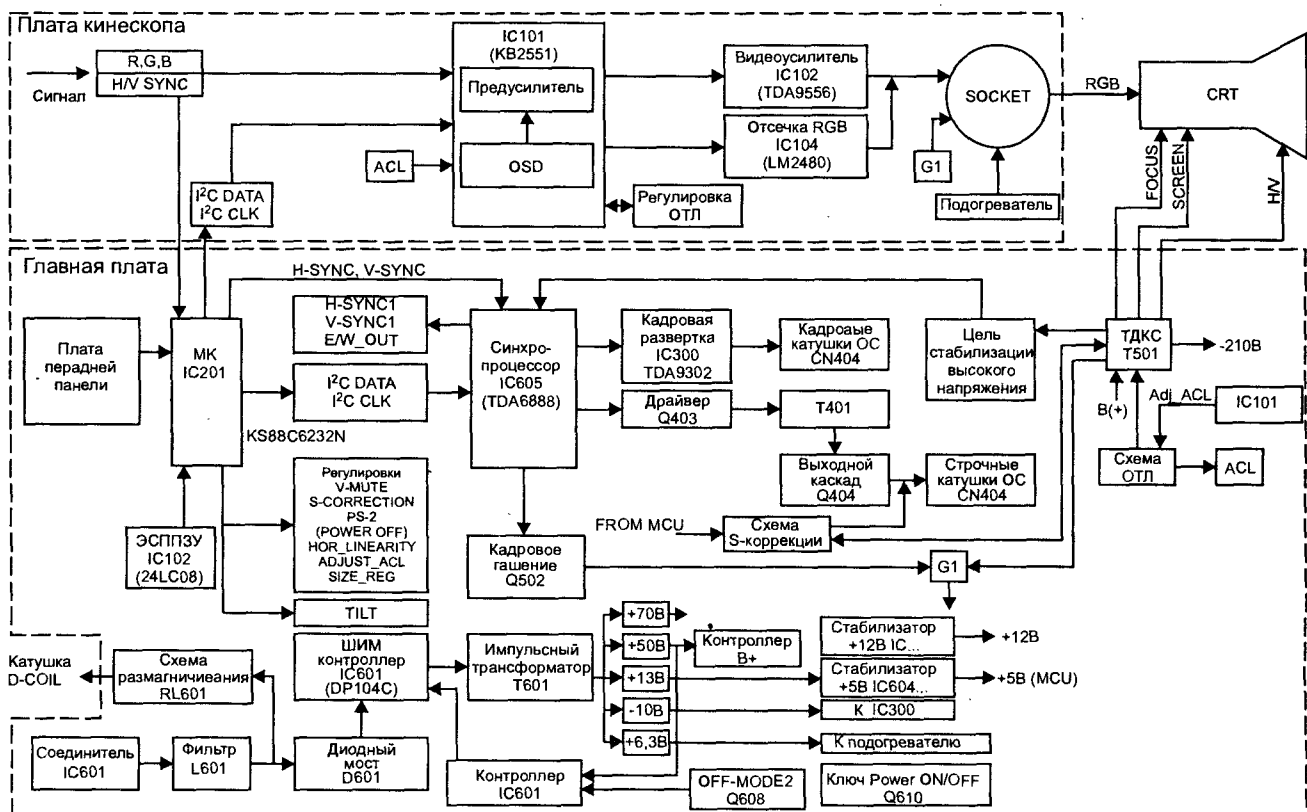 Плата кинескопа
Сигнал
R,G,B
H/V SYNC
I²C DATA
I²C CLK
ACL
IC101
(KB2551)
Предусилитель
OSD
Видеоусилитель
IC102
(TDA9556)
Отсечка RGB
IC104
(LM2480)
Регулировка
ОТЛ
SOCKET
G1
Подогреватель
RGB
CRT
FOCUS
SCREEN
H/V
Главная плата
H-SYNC, V-SYNC
Плата
перадней
панели
МК
IC201
KS88C6232N
H-SYNC1
V-SYNC1
E/W_OUT
I²C DATA
I²C CLK
Синхро-
процессор
IC605
(TDA6888)
Кадровая
развертка
IC300
TDA9302
Кадроаые
катушки ОС
CN404
Драйвер
Q403
T401
Выходной
каскад
Q404
Строчные
катушки ОС
CN404
Цель
стабилизации
высокого
напряжения
ТДКС
T501
-210В
B(+)
Adj_ACL
IC101
Схема
ОТЛ
ACL
ЭСППЗУ
IC102
(24LC08)
Регулировки
V-MUTE
S-CORRECTION
PS-2
(POWER OFF)
HOR_LINEARITY
ADJUST_ACL
SIZE_REG
TILT
FROM MCU
Схема
S-коррекции
Кадровое
гашение
Q502
G1
Катушка
D-COIL
Схема
размагничивания
RL601
ШИМ
контроллер
IC601
(DP104C)
Импульсный
трансформатор
T601
+70В
+50В
+13В
-10В
+6,3В
Контроллер
B+
Стабилизатор
+12В IC...
+12В
Стабилизатор
+5В IC604...
+5В (MCU)
К IC300
К подогревателю
Соединитель
IC601
Фильтр
L601
Диодный
мост
D601
Контроллер
IC601
OFF-MODE2
Q608
Ключ Power ON/OFF
Q610